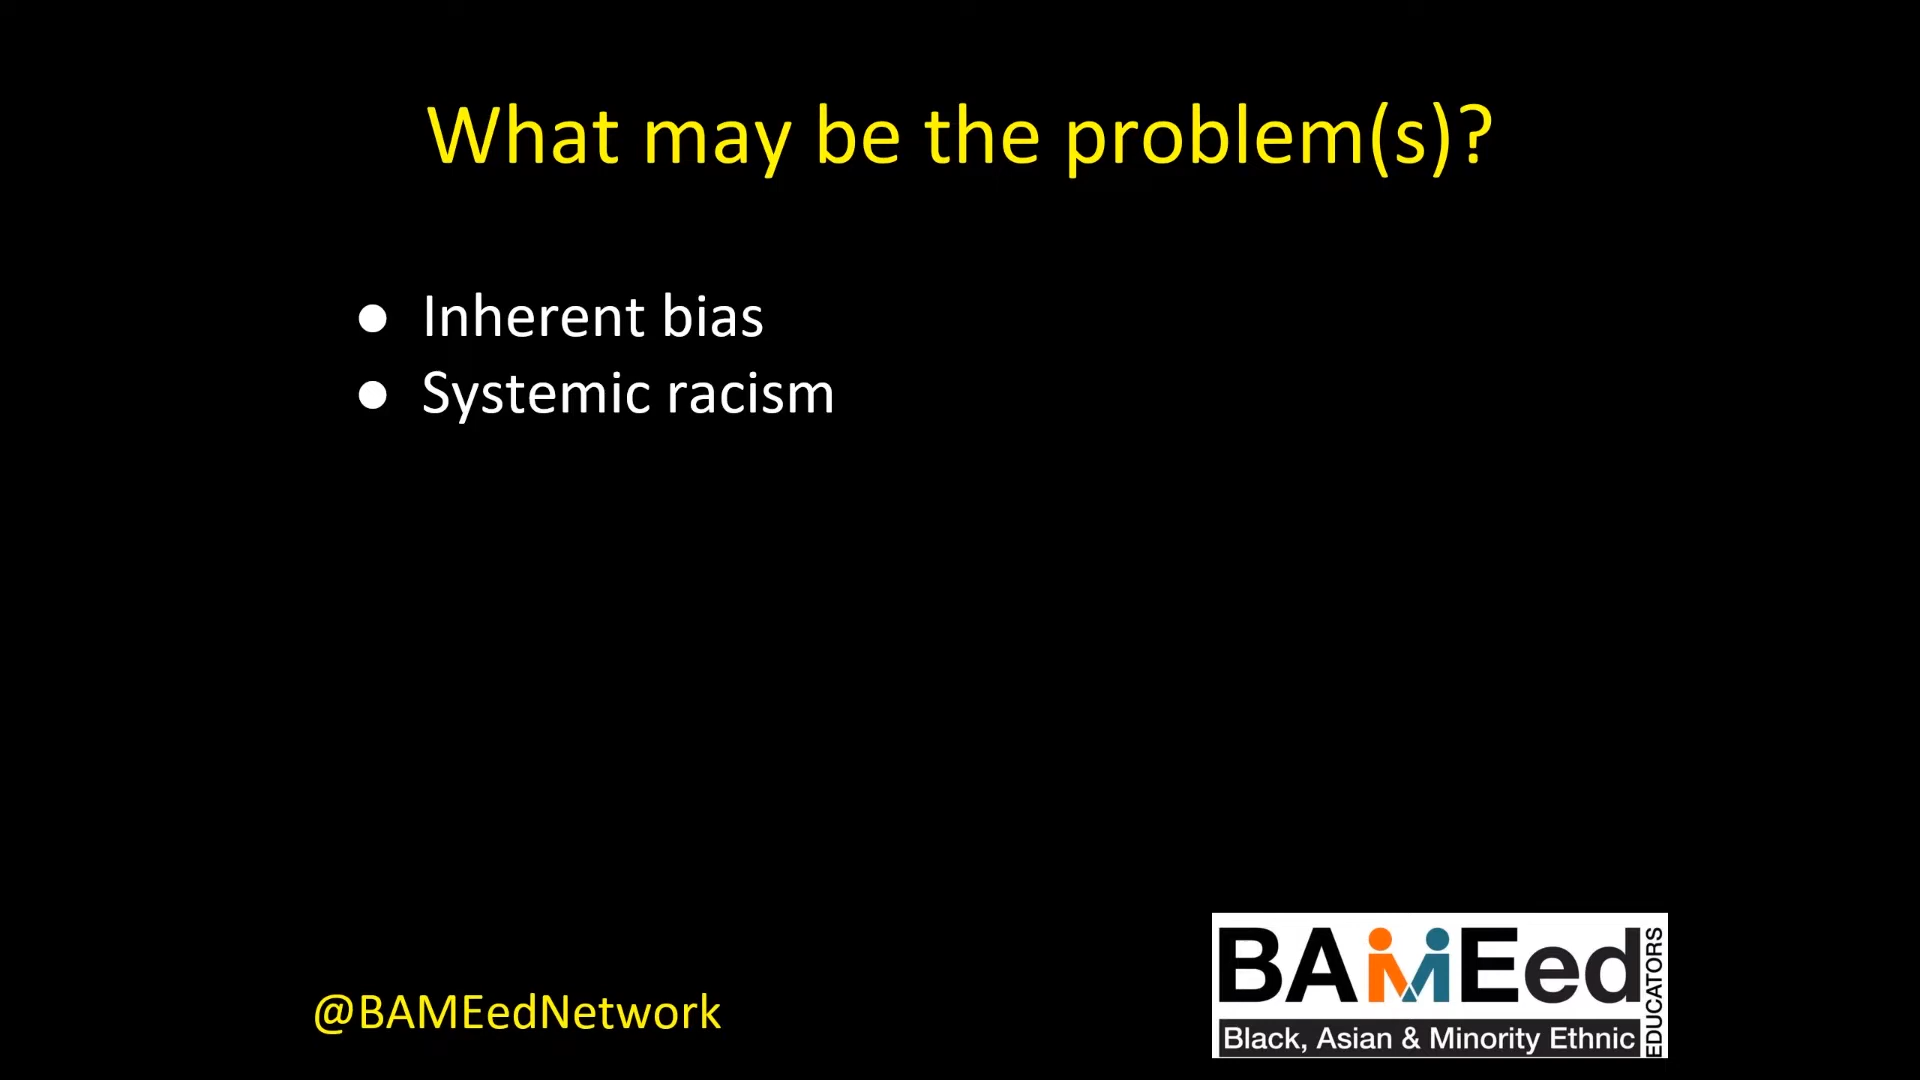 What may be the problem(s)?
● Inherent bias
● Systemic racism
@BAMEedNetwork
BAMEed
EDUCATORS
Black, Asian & Minority Ethnic